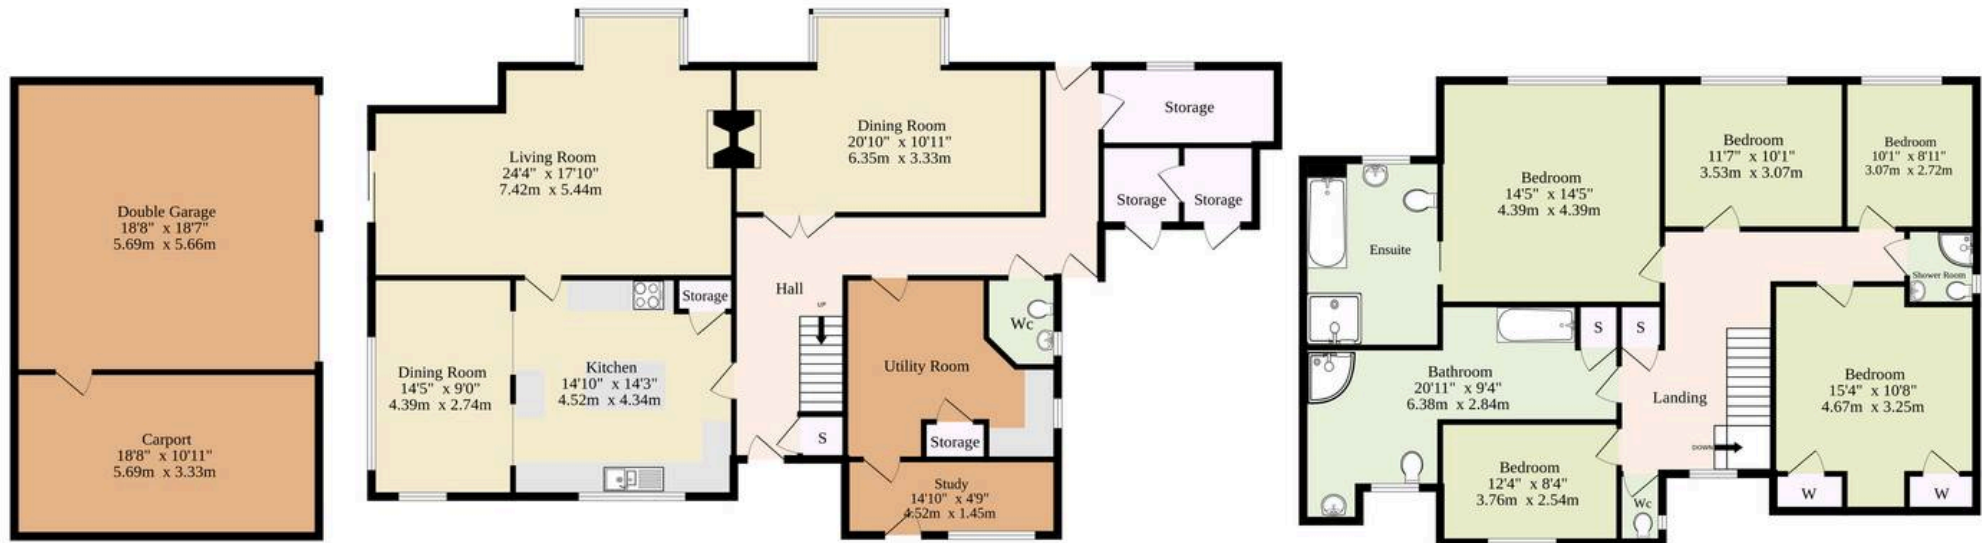 Double Garage
18'8" x 18'7"
5.69m x 5.66m
Carport
18'8" x 10'11"
5.69m x 3.33m
Living Room
24'4" x 17'10"
7.42m x 5.44m
Dining Room
20'10" x 10'11"
6.35m x 3.33m
Storage
Storage
Storage
Hall
UP
Storage
Dining Room
14'5" x 9'0"
4.39m x 2.74m
Kitchen
14'10" x 14'3"
4.52m x 4.34m
S
Wc
Utility Room
Storage
Study
14'10" x 4'9"
4.52m x 1.45m
Ensuite
Bedroom
14'5" x 14'5"
4.39m x 4.39m
Bedroom
11'7" x 10'1"
3.53m x 3.07m
Bedroom
10'1" x 8'11"
3.07m x 2.72m
Shower Room
S
S
Bathroom
20'11" x 9'4"
6.38m x 2.84m
Landing
DOWN
Bedroom
15'4" x 10'8"
4.67m x 3.25m
Bedroom
12'4" x 8'4"
3.76m x 2.54m
Wc
W
W